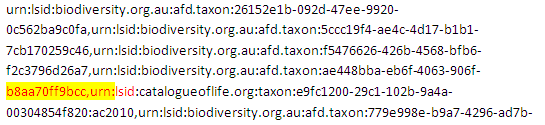 urn:lsid:biodiversity.org.au:afd.taxon:26152e1b-092d-47ee-9920-
0c562ba9c0fa,urn:lsid:biodiversity.org.au:afd.taxon:5ccc19f4-ae4c-4d17-b1b1-
7cb170259c46,urn:lsid:biodiversity.org.au:afd.taxon:f5476626-426b-4568-bfb6-
f2c3796d26a7,urn:lsid:biodiversity.org.au:afd.taxon:ae448bba-eb6f-4063-906f-
b8aa70ff9bcc,urn:lsid:catalogueoflife.org:taxon:e9fc1200-29c1-102b-9a4a-
00304854f820:ac2010,urn:lsid:biodiversity.org.au:afd.taxon:779e998e-b9a7-4296-ad7b-